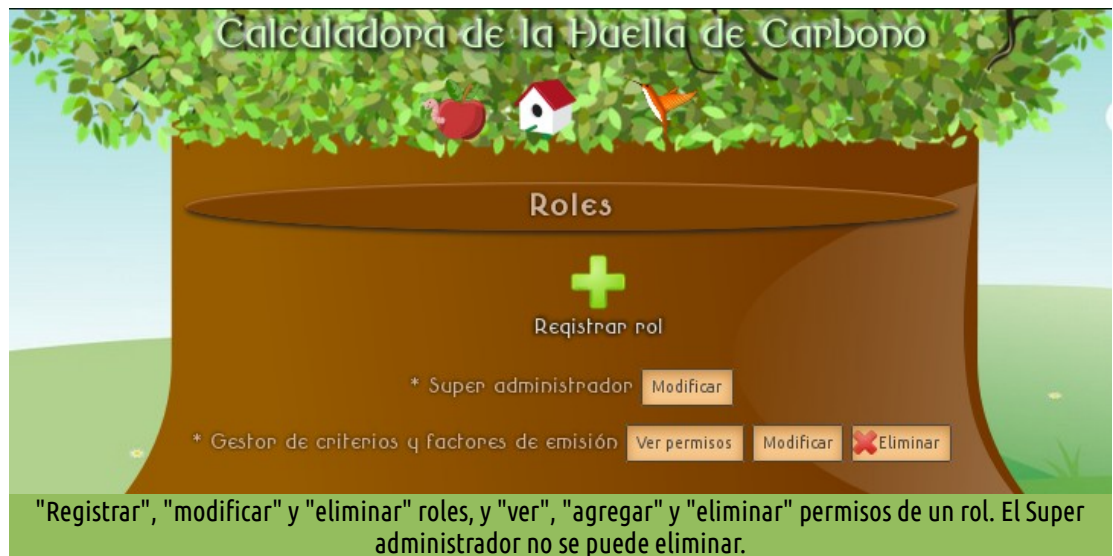 Calculadora de la Huella de Carbono
Roles
Registrar rol
* Super administrador Modificar
* Gestor de criterios y factores de emisión Ver permisos Modificar Eliminar
"Registrar", "modificar" y "eliminar" roles, y "ver", "agregar" y "eliminar" permisos de un rol. El Super
administrador no se puede eliminar.